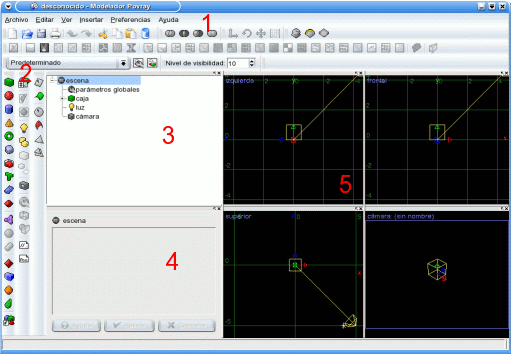 desconocido - Modelador Povray
Archivo Editar Ver Insertar Preferencias Ayuda
1
Predeterminado
Nivel de visibilidad: 10
2
escena
parámetros globales
caja
luz
cámara
3
izquierda
frontal
5
escena
4
superior
cámara: (sin nombre)